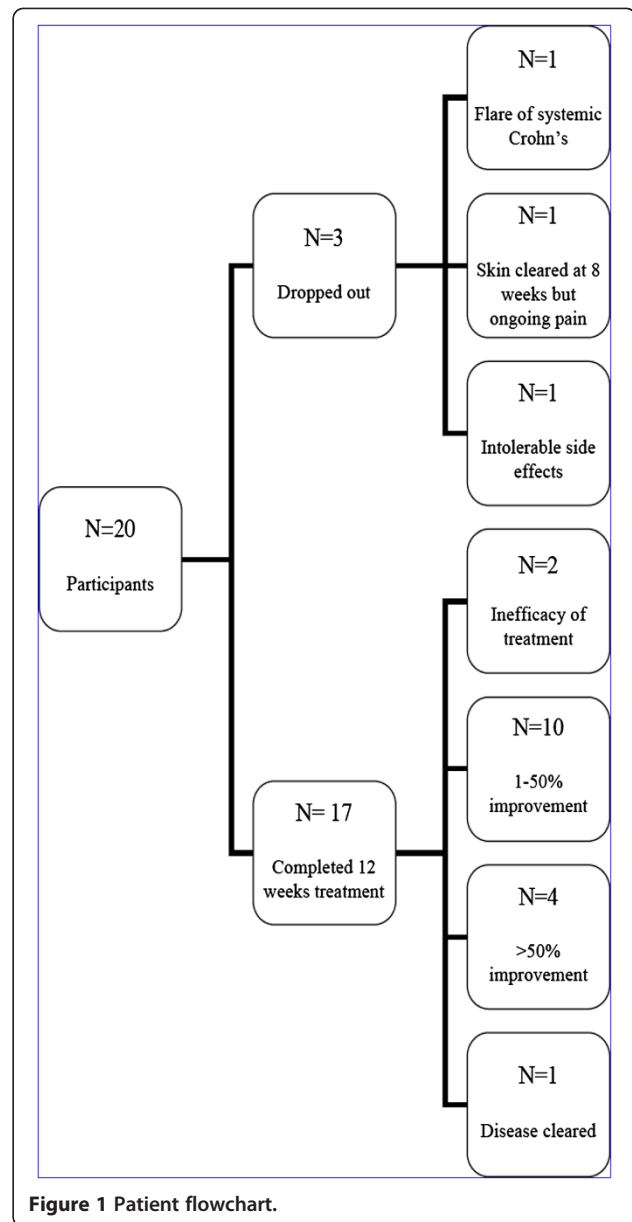 N=1
Flare of systemic
Crohn's
N=1
Skin cleared at 8
weeks but
ongoing pain
N=1
Intolerable side
effects
N=3
Dropped out
N=20
Participants
N=2
Inefficacy of
treatment
N=10
1-50%
improvement
N= 17
Completed 12
weeks treatment
N=4
>50%
improvement
N=1
Disease cleared
Figure 1 Patient flowchart.